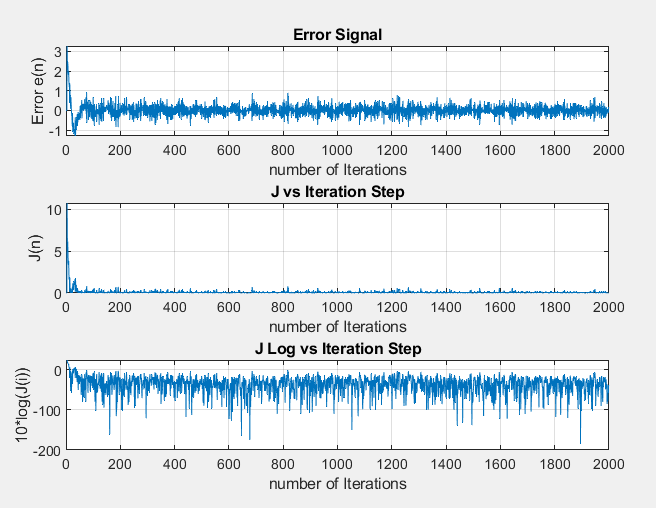 Error Signal
3
2
1
0
-1
Error e(n)
0 200 400 600 800 1000 1200 1400 1600 1800 2000
number of Iterations
J vs Iteration Step
10
5
0
J(n)
0 200 400 600 800 1000 1200 1400 1600 1800 2000
number of Iterations
J Log vs Iteration Step
0
-100
-200
10*log(J(i))
0 200 400 600 800 1000 1200 1400 1600 1800 2000
number of Iterations